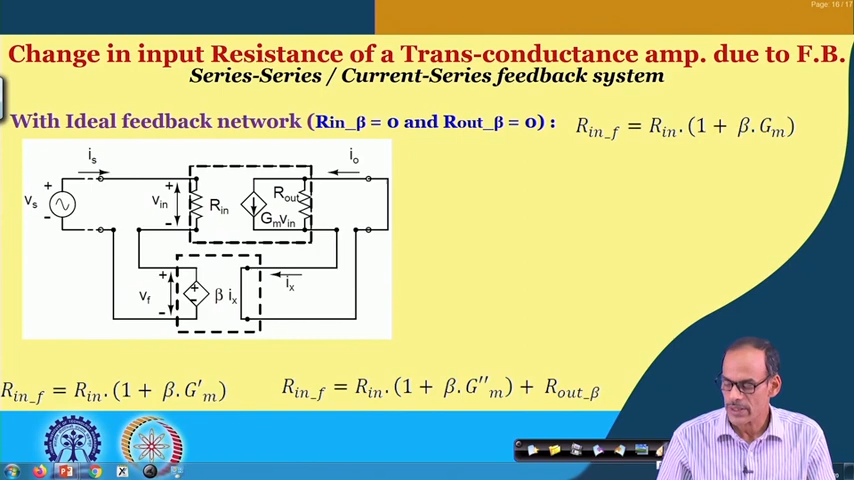 Page: 16 / 17
Change in input Resistance of a Trans-conductance amp. due to F.B.
Series-Series / Current-Series feedback system
With Ideal feedback network (Rin_β = 0 and Rout_β = 0) : R_in_f = R_in.(1 + β.G_m)
i_s i_o
v_s + - v_in + - R_in R_out G_m v_in
v_f + - + - β i_x i_x
R_in_f = R_in.(1 + β.G'_m) R_in_f = R_in.(1 + β.G''_m) + R_out_β